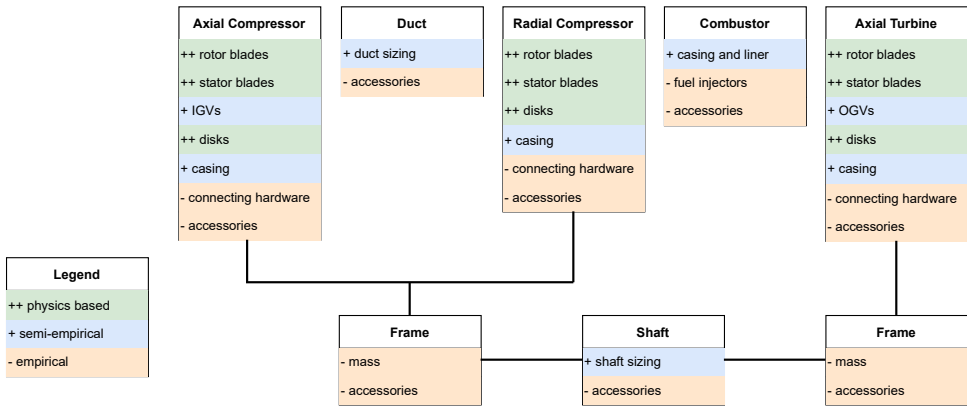 Axial Compressor
++ rotor blades
++ stator blades
+ IGVs
++ disks
+ casing
- connecting hardware
- accessories
Duct
+ duct sizing
- accessories
Radial Compressor
++ rotor blades
++ stator blades
++ disks
+ casing
- connecting hardware
- accessories
Combustor
+ casing and liner
- fuel injectors
- accessories
Axial Turbine
++ rotor blades
++ stator blades
+ OGVs
++ disks
+ casing
- connecting hardware
- accessories
Legend
++ physics based
+ semi-empirical
- empirical
Frame
- mass
- accessories
Shaft
+ shaft sizing
- accessories
Frame
- mass
- accessories